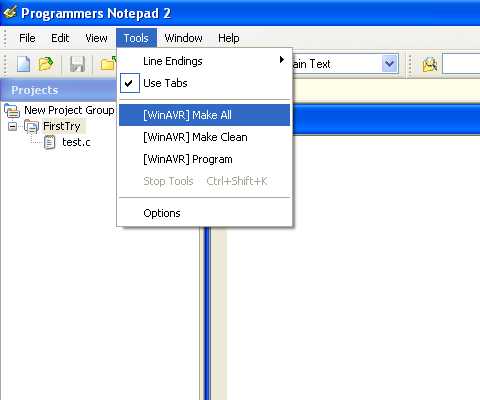 Programmers Notepad 2
File Edit View Tools Window Help
Line Endings
ain Text
Use Tabs
Projects
New Project Group
[WinAVR] Make All
FirstTry
[WinAVR] Make Clean
test.c
[WinAVR] Program
Stop Tools Ctrl+Shift+K
Options